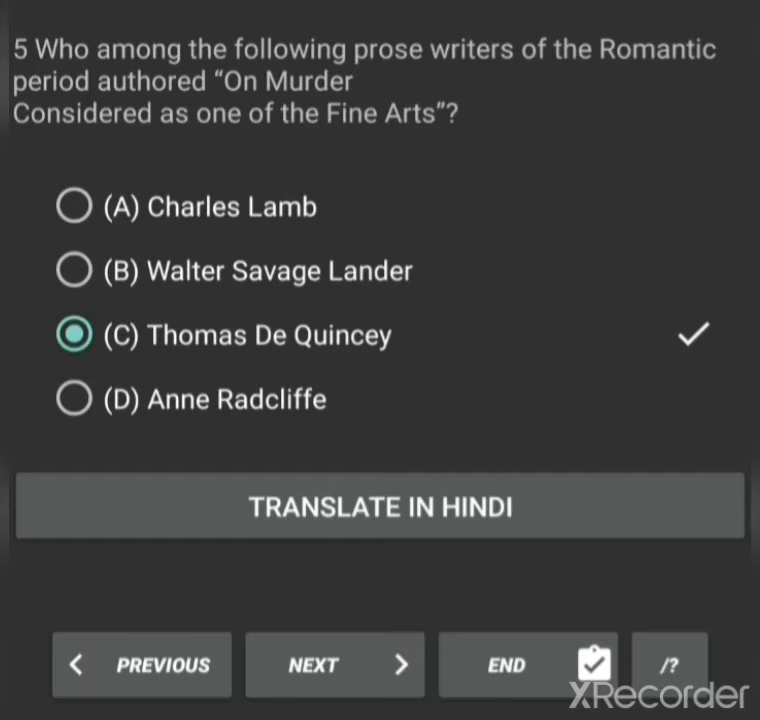 5 Who among the following prose writers of the Romantic
period authored “On Murder
Considered as one of the Fine Arts”?
(A) Charles Lamb
(B) Walter Savage Lander
(C) Thomas De Quincey
(D) Anne Radcliffe
TRANSLATE IN HINDI
PREVIOUS NEXT END /?
XRecorder